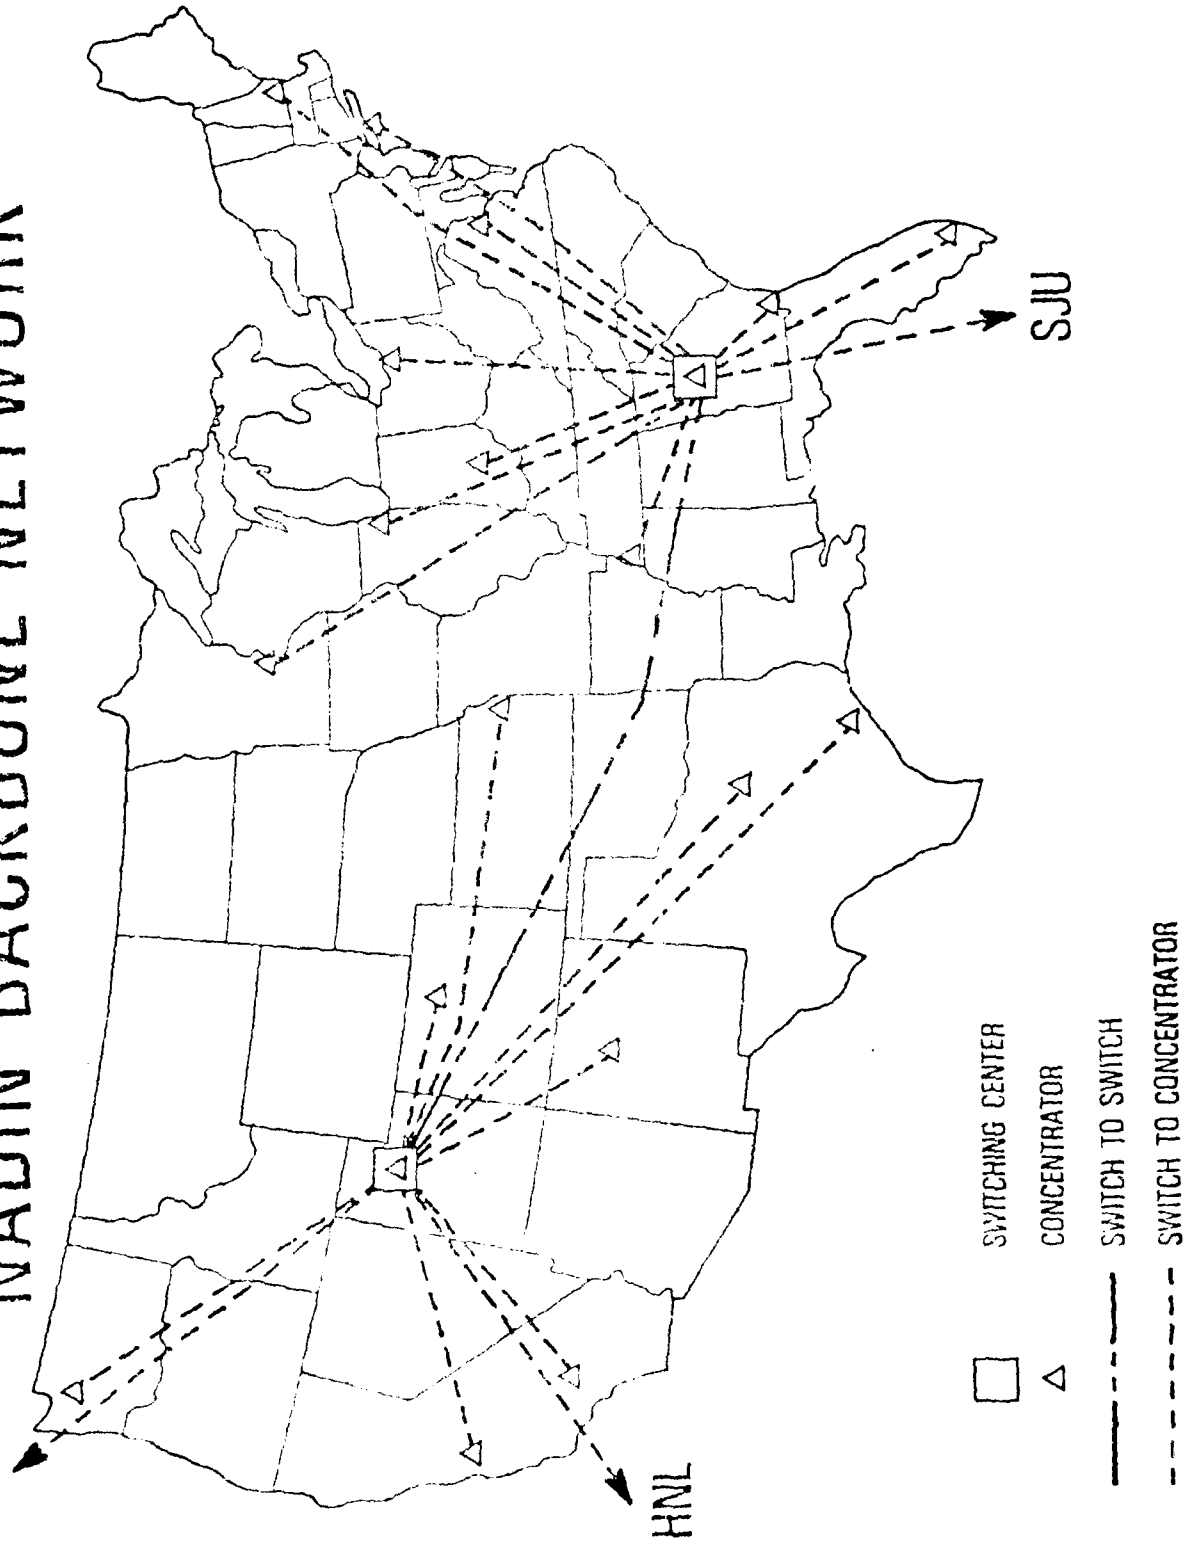 NADIN BACKBONE NETWORK
SJU
HNL
SWITCHING CENTER
CONCENTRATOR
SWITCH TO SWITCH
SWITCH TO CONCENTRATOR